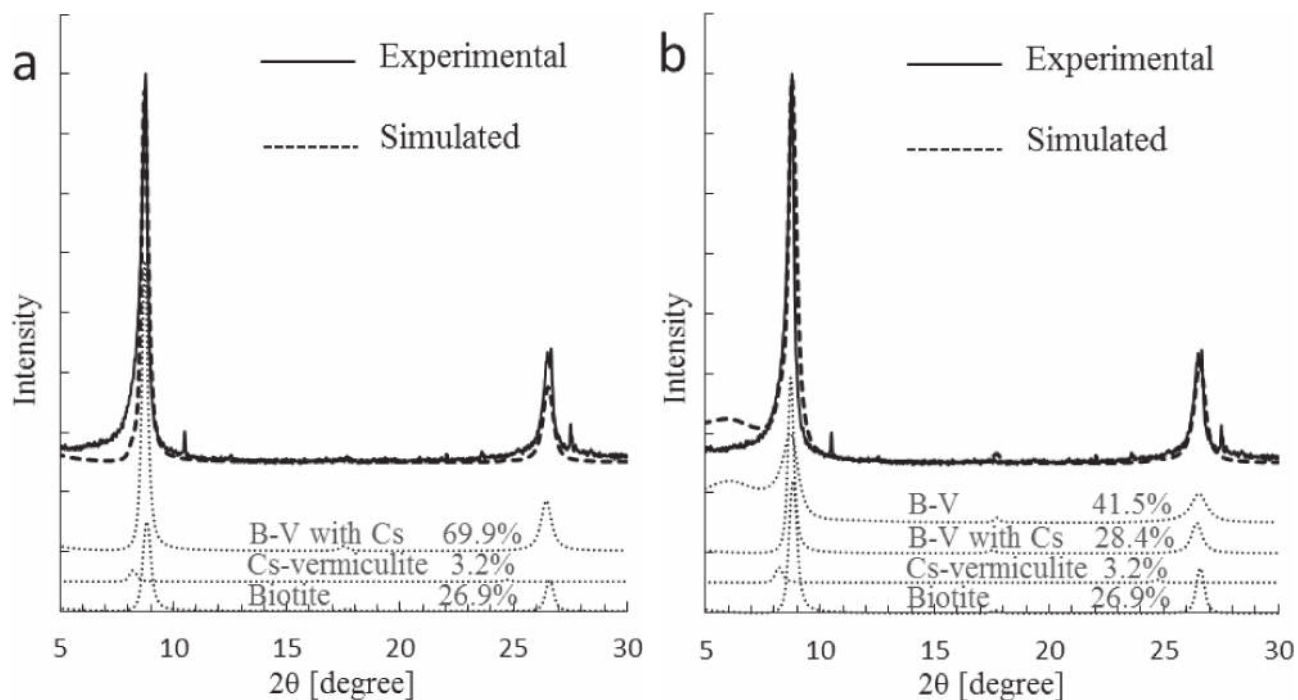 a
Experimental
Simulated
Intensity
B-V with Cs 69.9%
Cs-vermiculite 3.2%
Biotite 26.9%
5 10 15 20 25 30
2θ [degree]
b
Experimental
Simulated
Intensity
B-V 41.5%
B-V with Cs 28.4%
Cs-vermiculite 3.2%
Biotite 26.9%
5 10 15 20 25 30
2θ [degree]